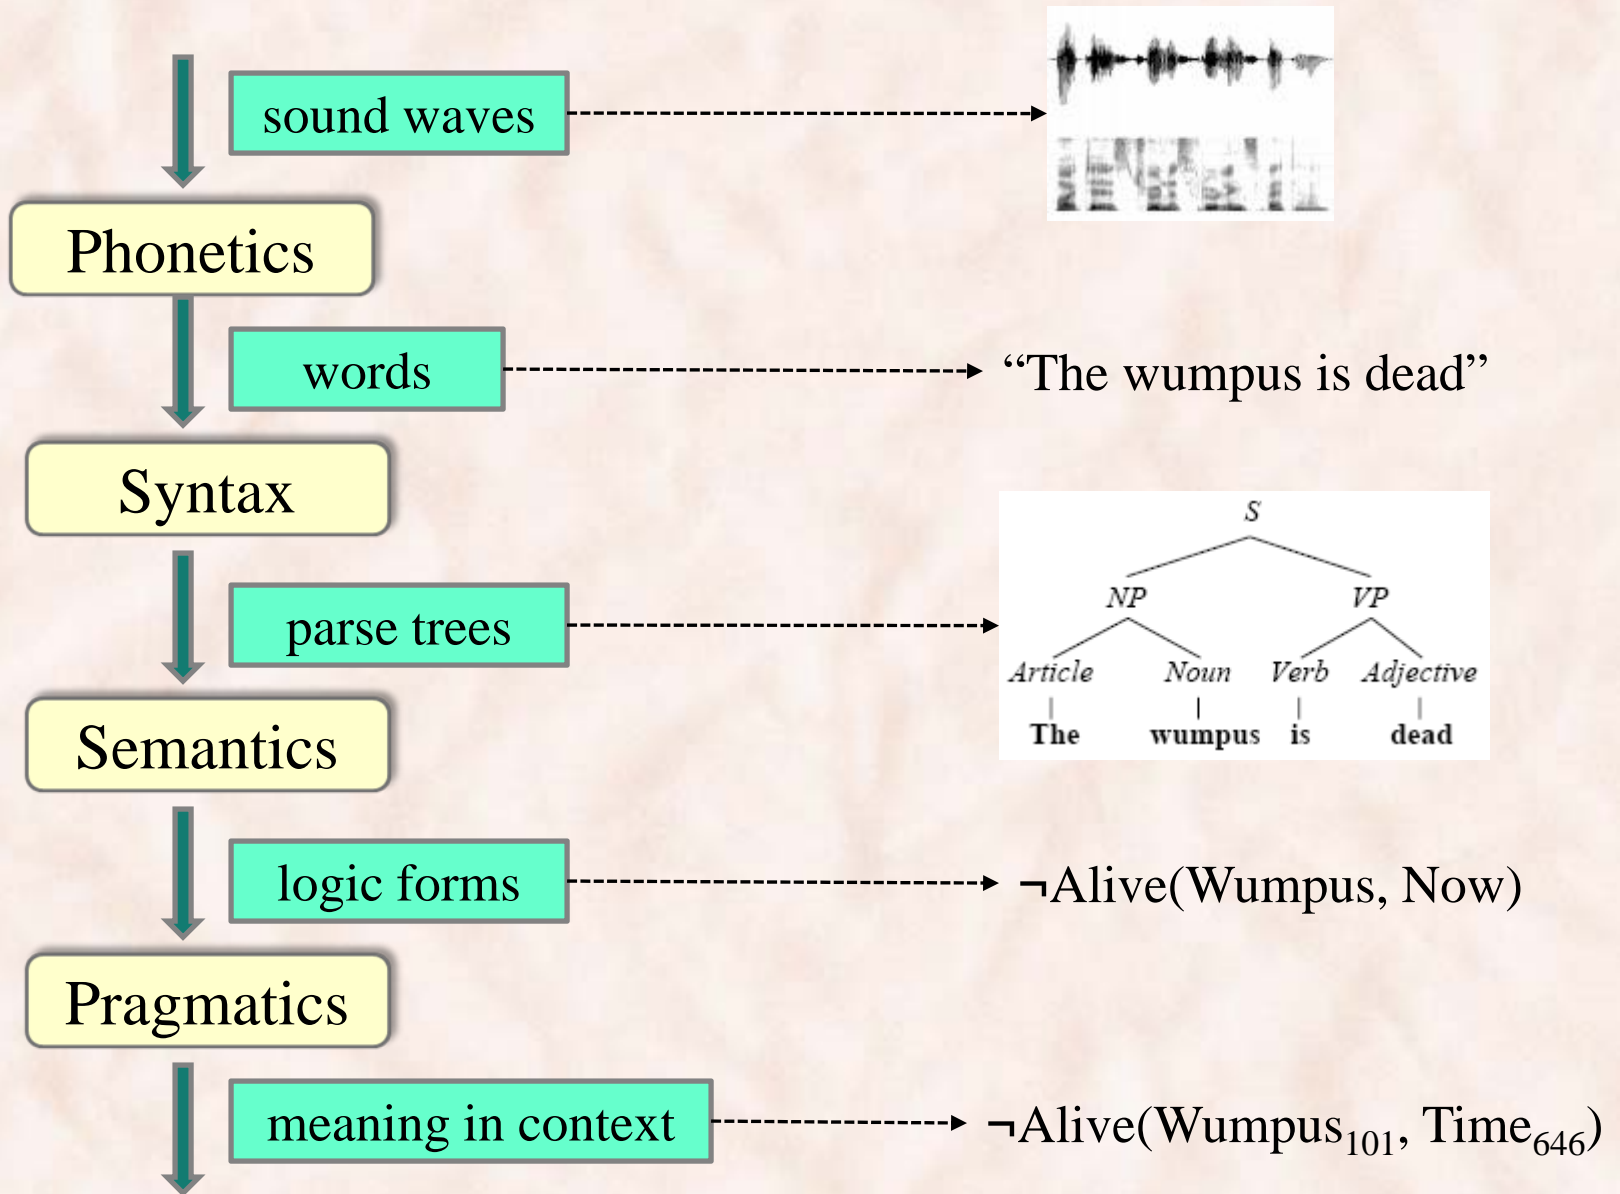 sound waves
Phonetics
words
“The wumpus is dead”
Syntax
S
NP VP
parse trees
Article Noun Verb Adjective
The wumpus is dead
Semantics
logic forms
¬Alive(Wumpus, Now)
Pragmatics
meaning in context
¬Alive(Wumpus₁₀₁, Time₆₄₆)